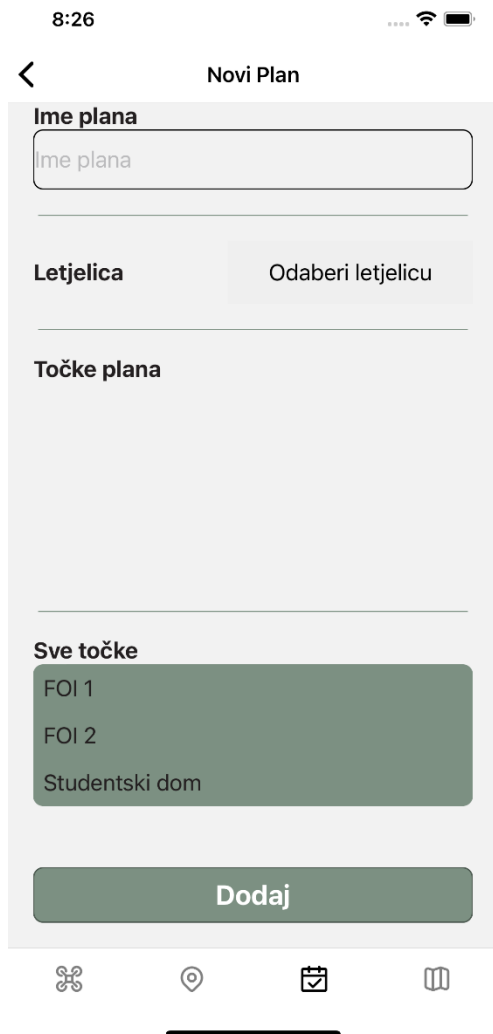 8:26
Novi Plan
Ime plana
Ime plana
Letjelica
Odaberi letjelicu
Točke plana
Sve točke
FOI 1
FOI 2
Studentski dom
Dodaj